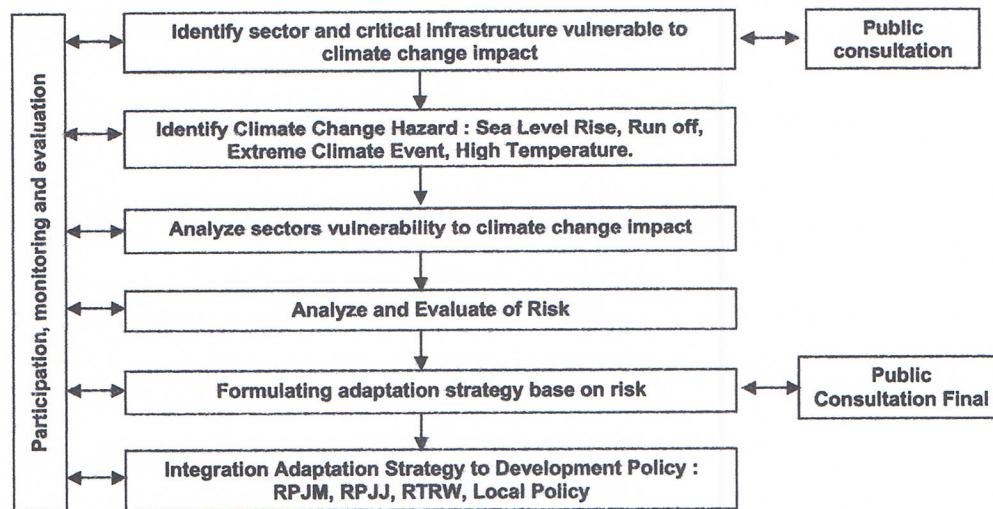 Participation, monitoring and evaluation
Identify sector and critical infrastructure vulnerable to
climate change impact
Public
consultation
Identify Climate Change Hazard : Sea Level Rise, Run off,
Extreme Climate Event, High Temperature.
Analyze sectors vulnerability to climate change impact
Analyze and Evaluate of Risk
Formulating adaptation strategy base on risk
Public
Consultation Final
Integration Adaptation Strategy to Development Policy :
RPJM, RPJJ, RTRW, Local Policy